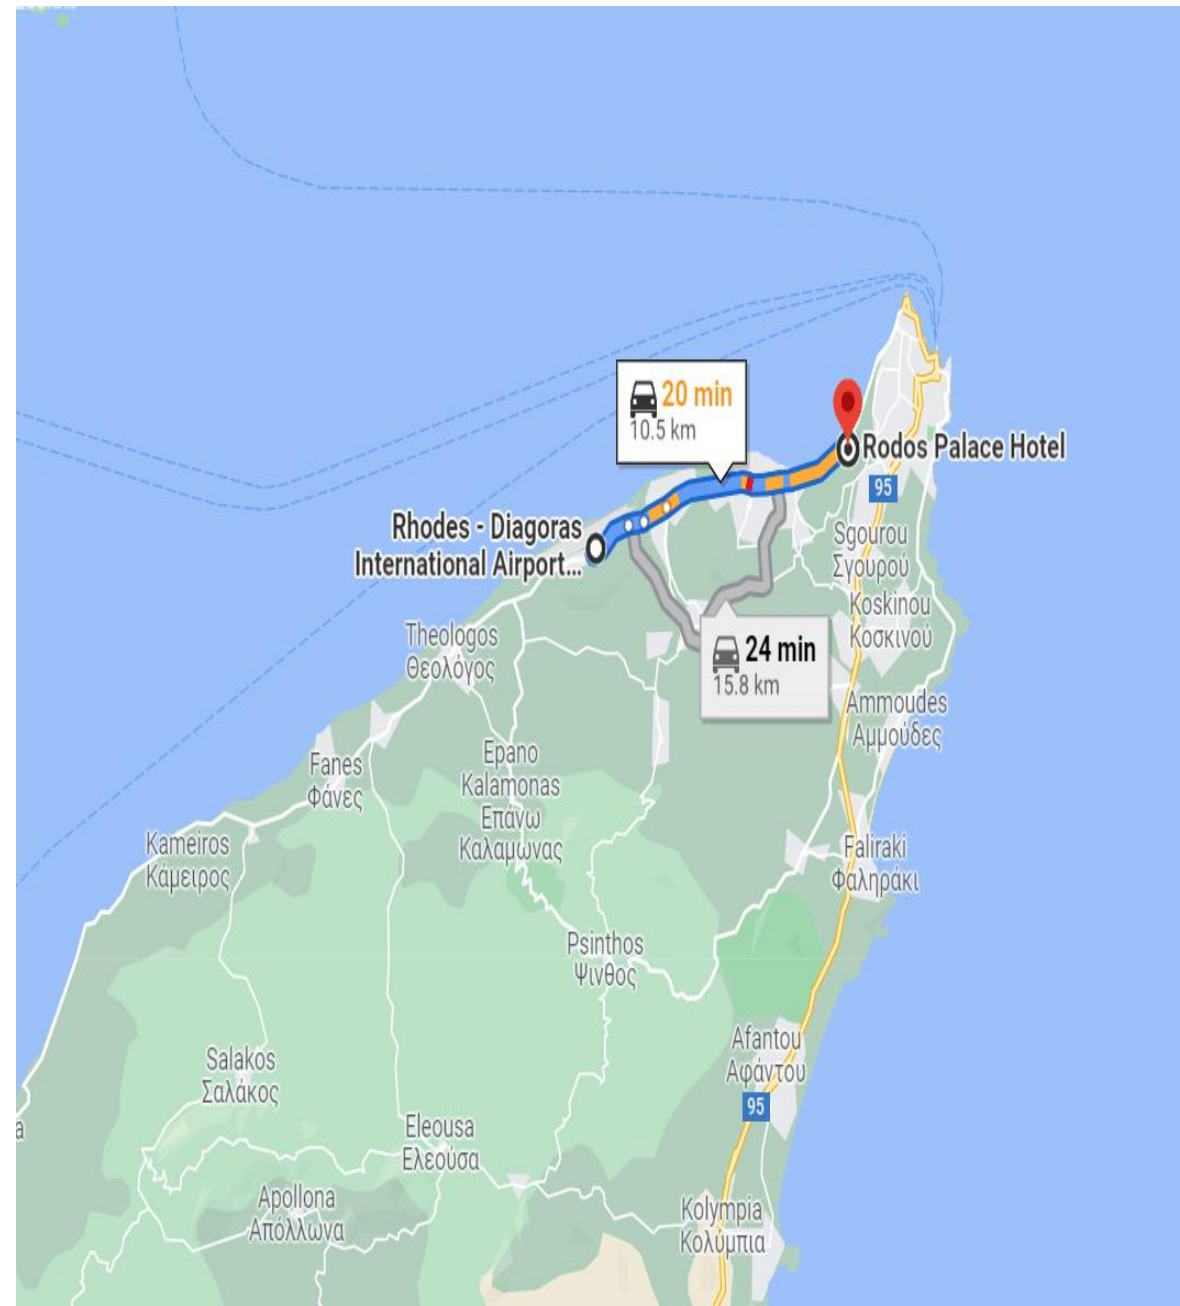 20 min
10.5 km
Rodos Palace Hotel
95
Rhodes - Diagoras
International Airport...
Sgourou
Σγουρού
Koskinou
Κοσκινού
24 min
15.8 km
Theologos
Θεολόγος
Ammoudes
Αμμούδες
Epano
Kalamonas
Επάνω
Καλαμώνας
Fanes
Φάνες
Kameiros
Κάμειρος
Faliraki
Φαληράκι
Psinthos
Ψίνθος
Afantou
Αφάντου
95
Salakos
Σαλάκος
a
Eleousa
Ελεούσα
Apollona
Απόλλωνα
Kolympia
Κολύμπια